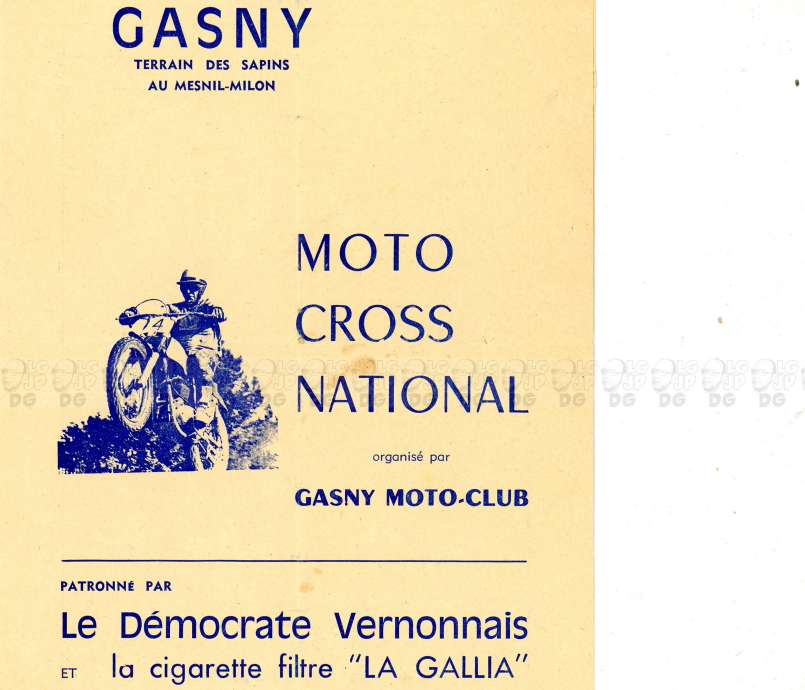 GASNY
TERRAIN DES SAPINS
AU MESNIL-MILON
MOTO
CROSS
NATIONAL
14
organisé par
GASNY MOTO-CLUB
PATRONNÉ PAR
Le Démocrate Vernonnais
ET la cigarette filtre "LA GALLIA"